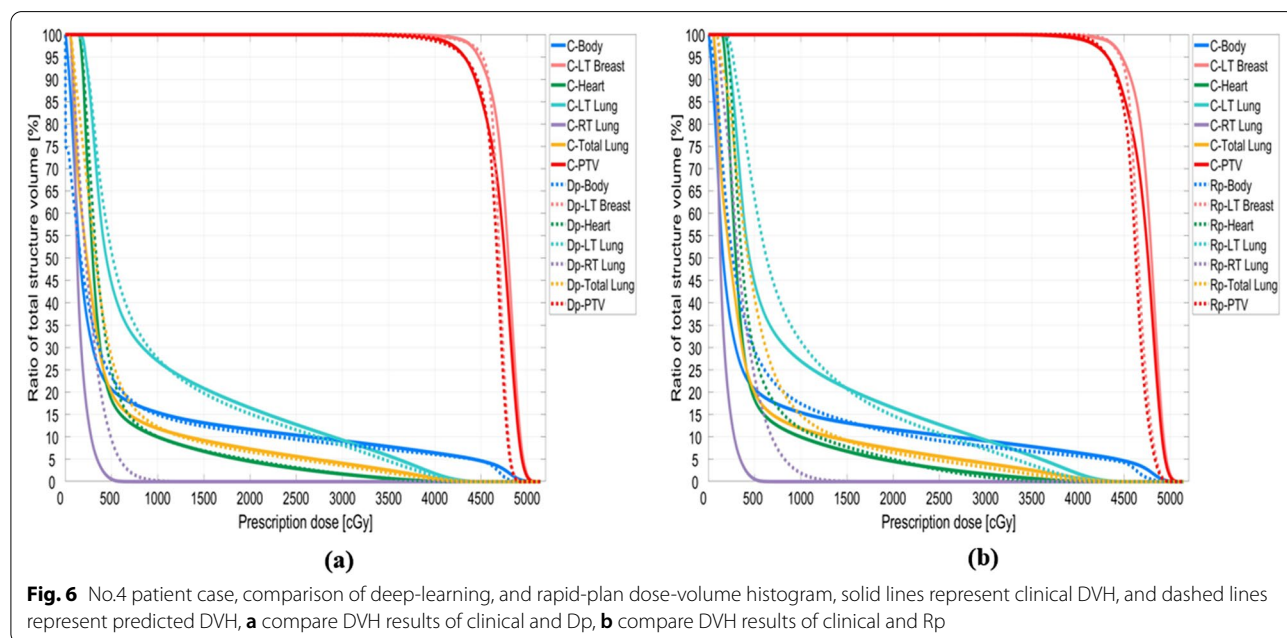 100
95
90
85
80
75
70
65
60
55
50
45
40
35
30
25
20
15
10
5
0
Ratio of total structure volume [%]
0 500 1000 1500 2000 2500 3000 3500 4000 4500 5000
Prescription dose [cGy]
C-Body
C-LT Breast
C-Heart
C-LT Lung
C-RT Lung
C-Total Lung
C-PTV
Dp-Body
Dp-LT Breast
Dp-Heart
Dp-LT Lung
Dp-RT Lung
Dp-Total Lung
Dp-PTV
(a)
100
95
90
85
80
75
70
65
60
55
50
45
40
35
30
25
20
15
10
5
0
Ratio of total structure volume [%]
0 500 1000 1500 2000 2500 3000 3500 4000 4500 5000
Prescription dose [cGy]
C-Body
C-LT Breast
C-Heart
C-LT Lung
C-RT Lung
C-Total Lung
C-PTV
Rp-Body
Rp-LT Breast
Rp-Heart
Rp-LT Lung
Rp-RT Lung
Rp-Total Lung
Rp-PTV
(b)
Fig. 6 No.4 patient case, comparison of deep-learning, and rapid-plan dose-volume histogram, solid lines represent clinical DVH, and dashed lines
represent predicted DVH, a compare DVH results of clinical and Dp, b compare DVH results of clinical and Rp